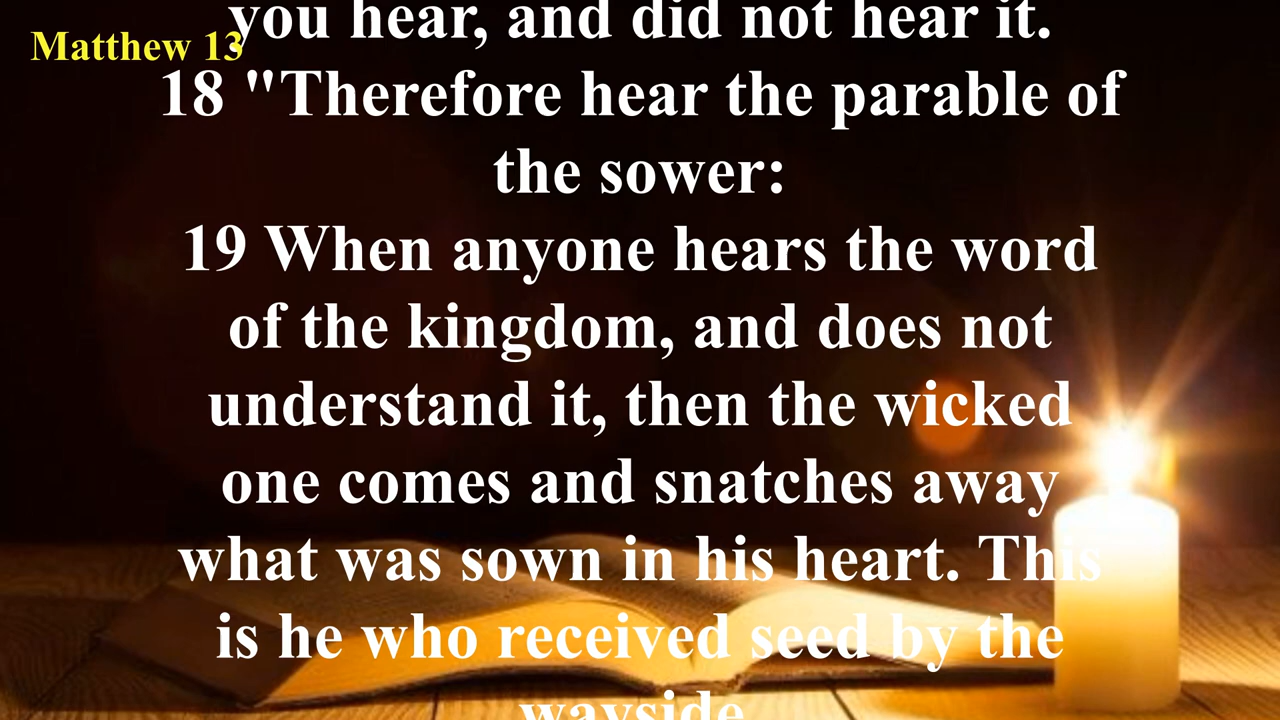 Matthew 13
you hear, and did not hear it.
18 "Therefore hear the parable of
the sower:
19 When anyone hears the word
of the kingdom, and does not
understand it, then the wicked
one comes and snatches away
what was sown in his heart. This
is he who received seed by the
wayside.